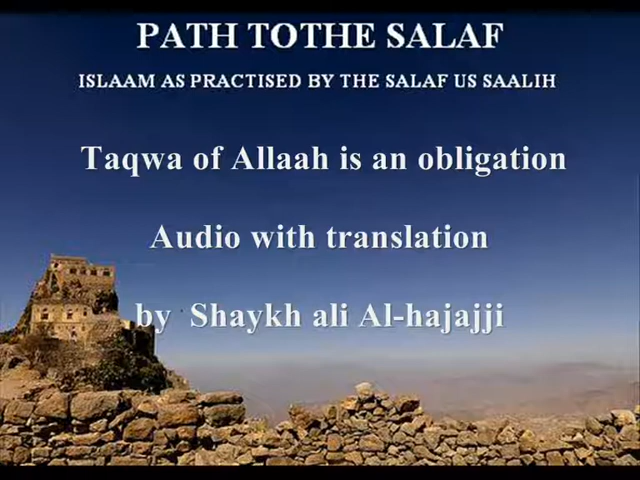 PATH TOTHE SALAF
ISLAAM AS PRACTISED BY THE SALAF US SAALIH
Taqwa of Allaah is an obligation
Audio with translation
by Shaykh ali Al-hajajji